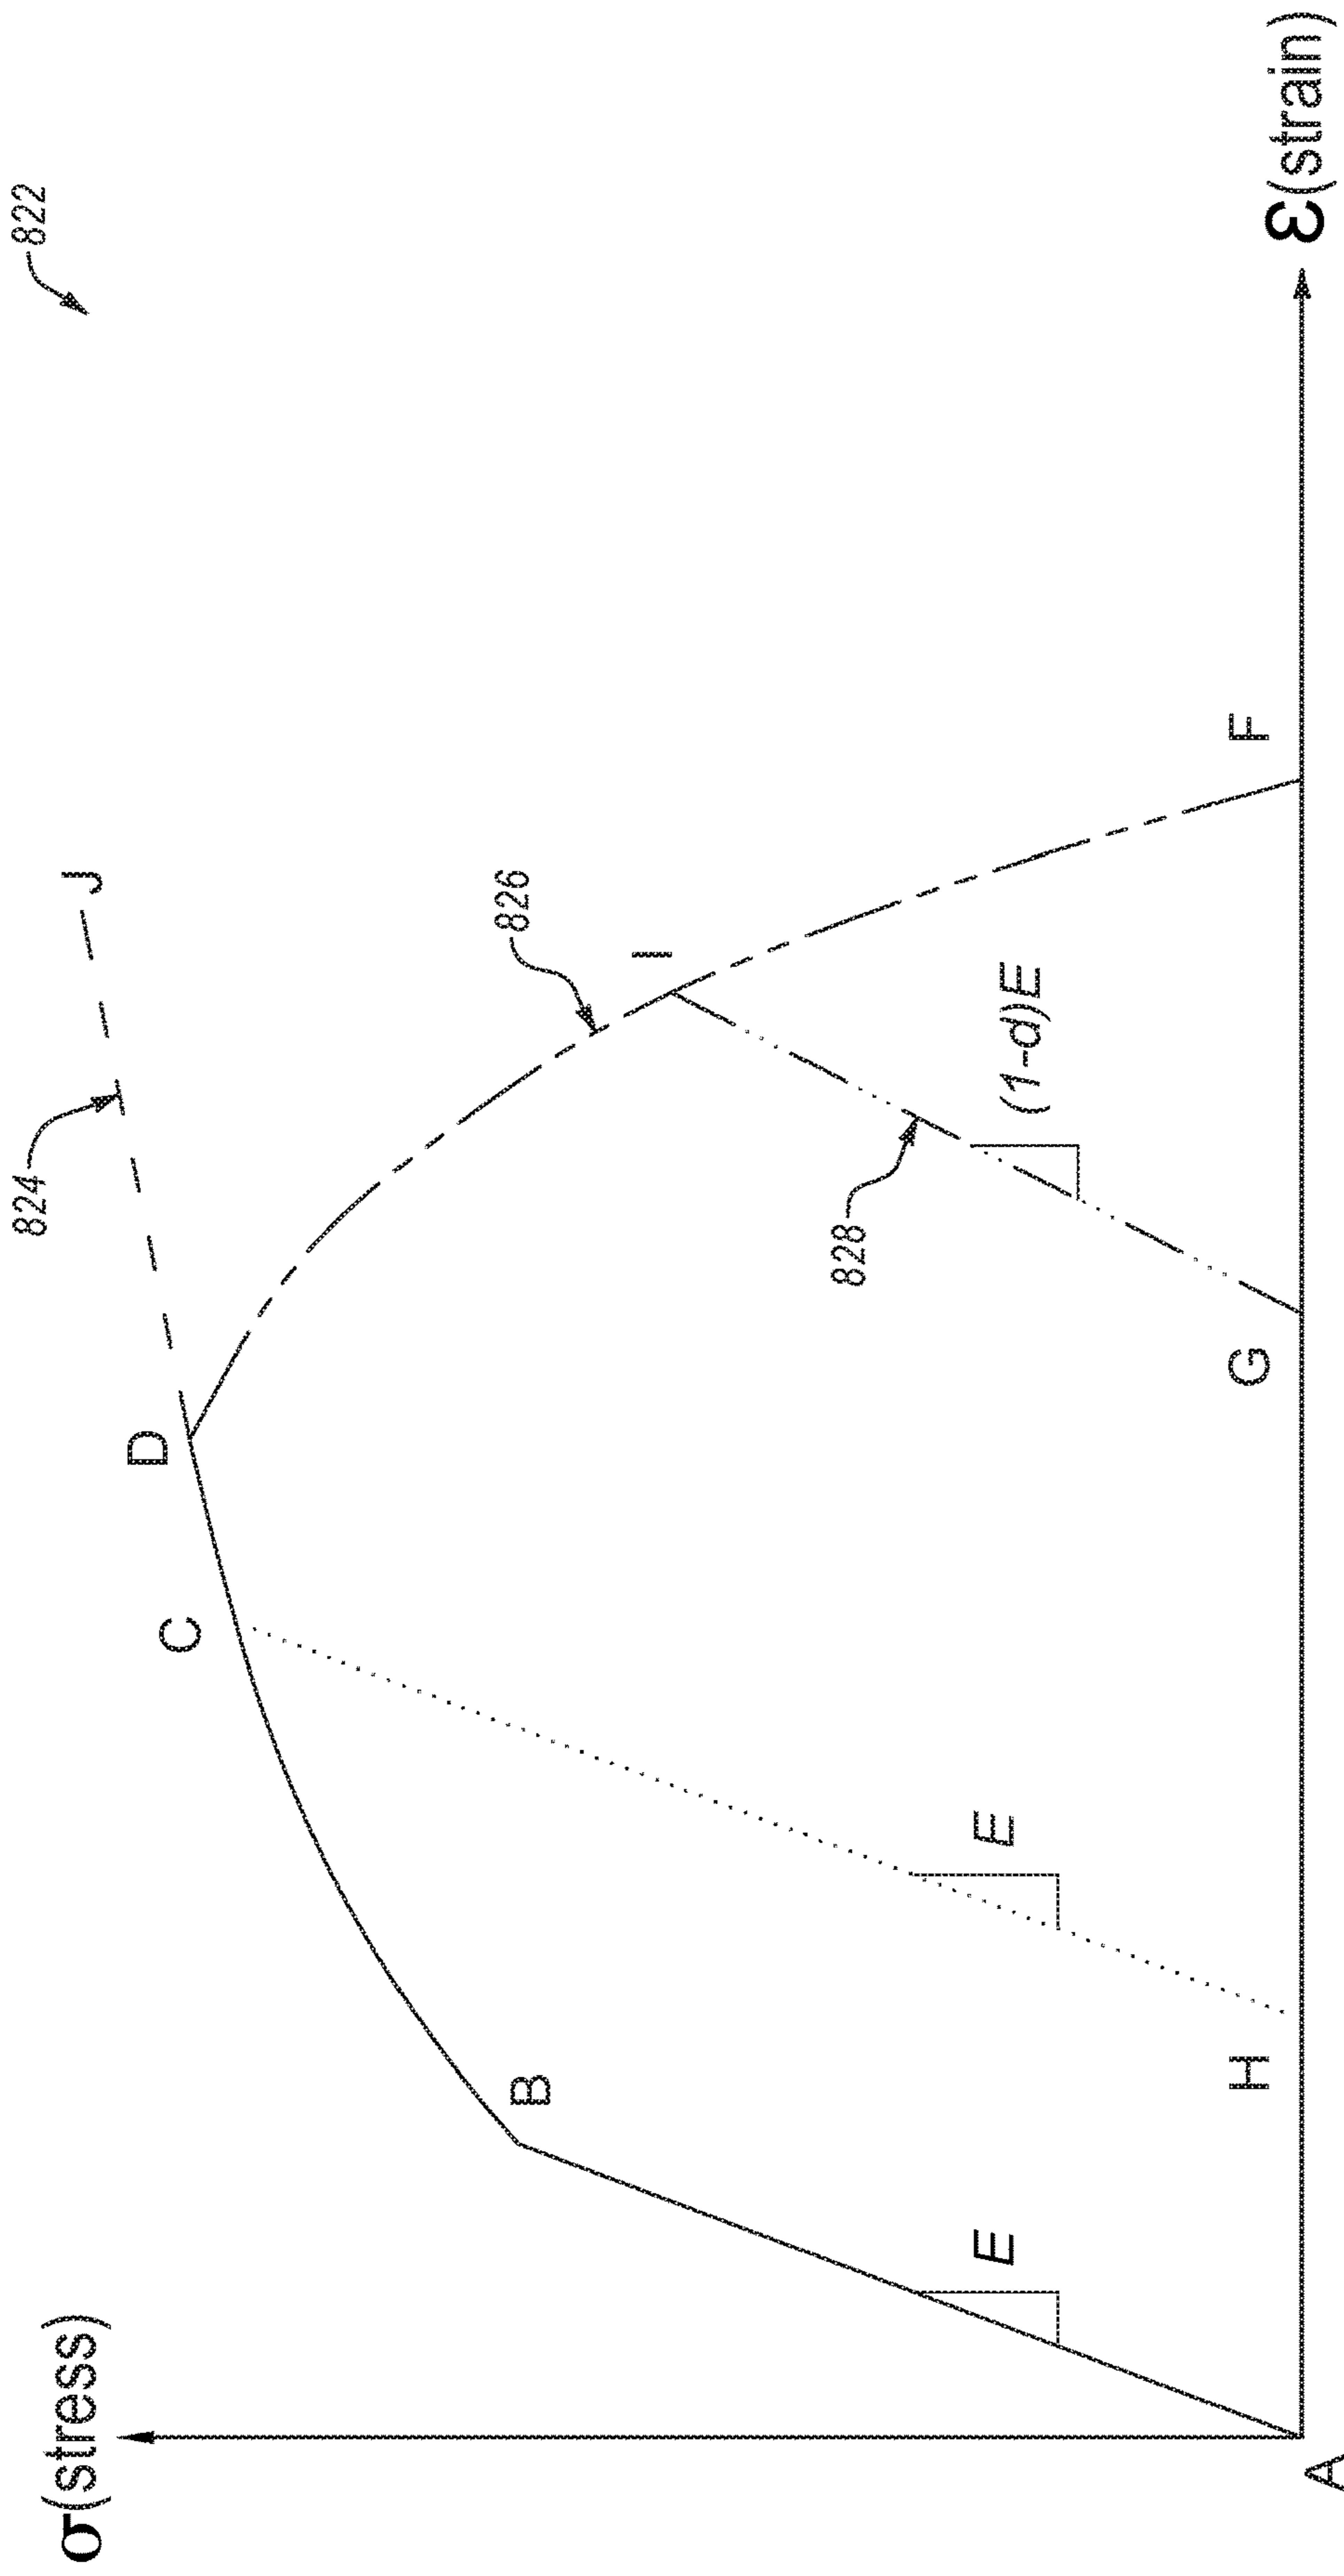 822
σ(stress)
824
J
D
C
826
I
B
828
E
E
(1-d)E
A
H
G
F
ε(strain)